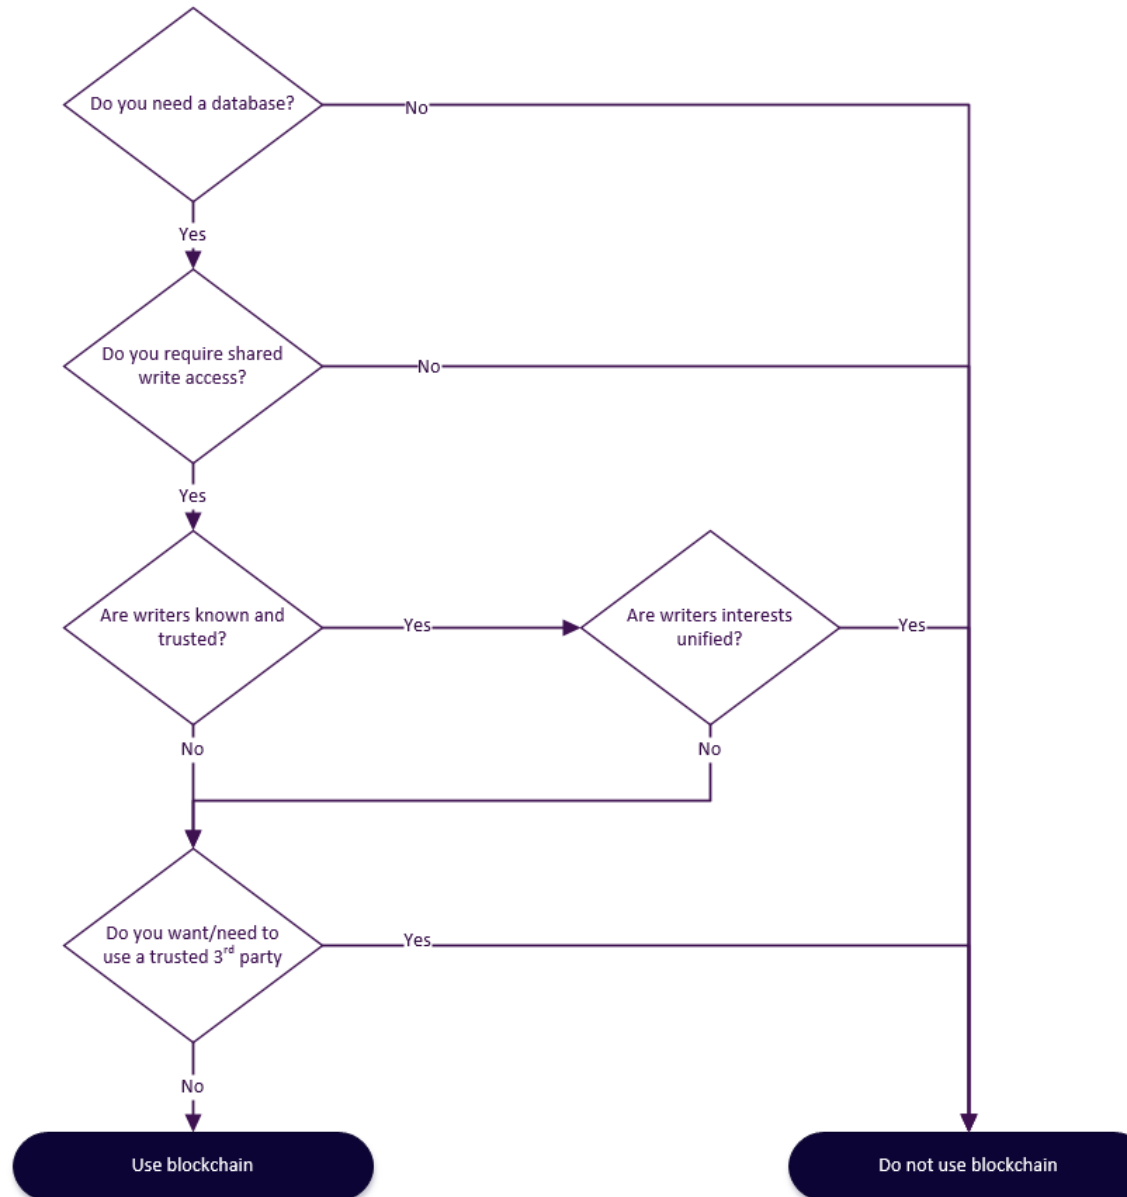 Do you need a database?
No
Yes
Do you require shared
write access?
No
Yes
Are writers known and
trusted?
Yes
Are writers interests
unified?
Yes
No
No
Do you want/need to
use a trusted 3rd party
Yes
No
Use blockchain
Do not use blockchain